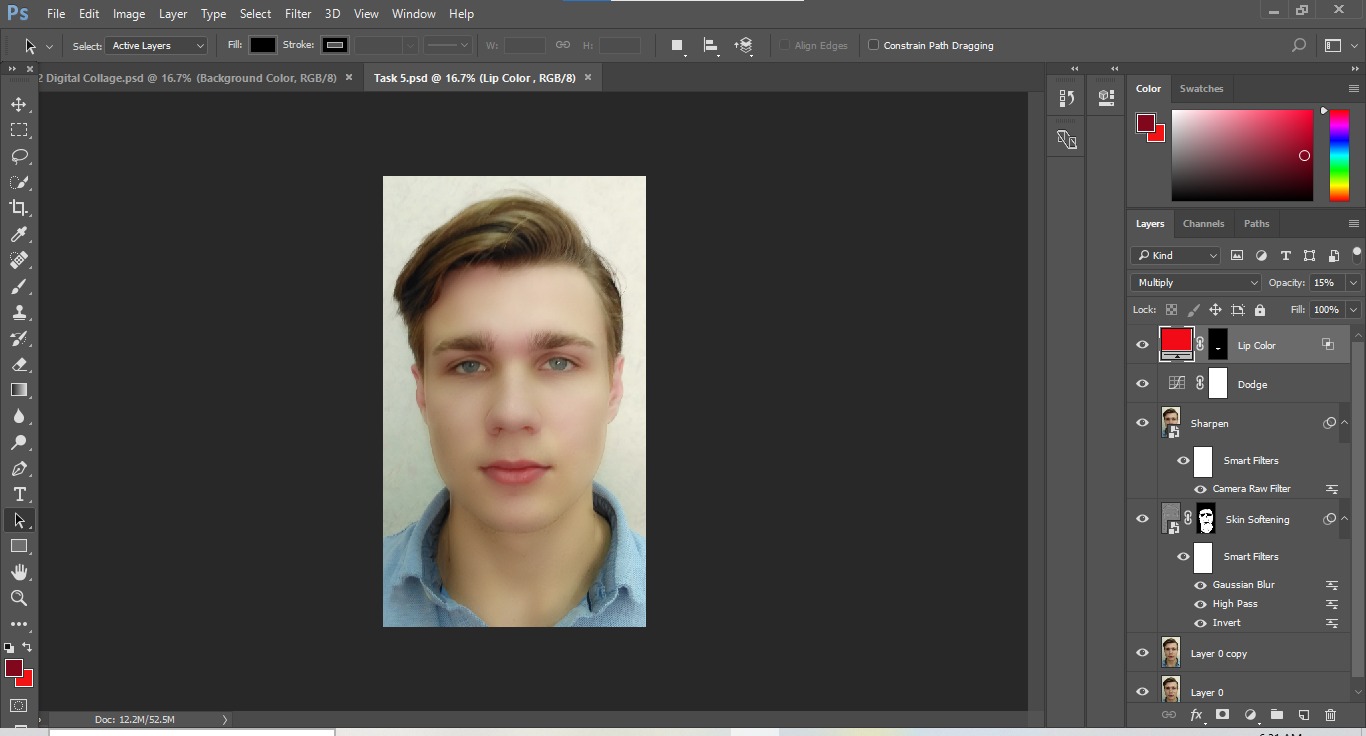 Ps File Edit Image Layer Type Select Filter 3D View Window Help
Select: Active Layers Fill: Stroke: W: H: Align Edges Constrain Path Dragging
2 Digital Collage.psd @ 16.7% (Background Color, RGB/8) × Task 5.psd @ 16.7% (Lip Color , RGB/8) ×
Color Swatches
Layers Channels Paths
Kind
Multiply Opacity: 15%
Lock: Fill: 100%
Lip Color
Dodge
Sharpen
Smart Filters
Camera Raw Filter
Skin Softening
Smart Filters
Gaussian Blur
High Pass
Invert
Layer 0 copy
Layer 0
Doc: 12.2M/52.5M